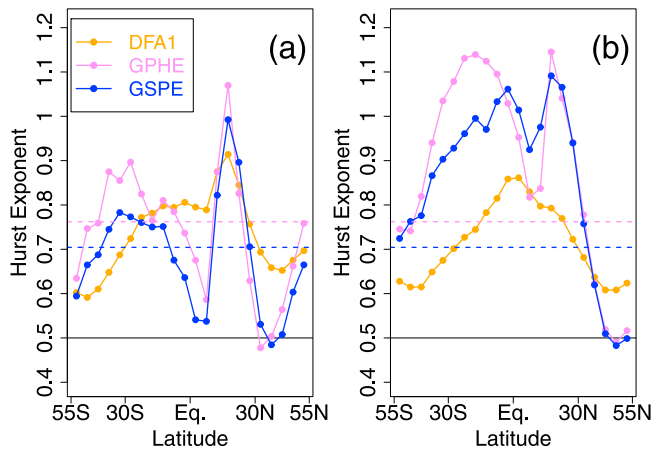 (a)
DFA1
GPHE
GSPE
Hurst Exponent
1.2
1.1
1
0.9
0.8
0.7
0.6
0.5
0.4
55S 30S Eq. 30N 55N
Latitude
(b)
Hurst Exponent
1.2
1.1
1
0.9
0.8
0.7
0.6
0.5
0.4
55S 30S Eq. 30N 55N
Latitude